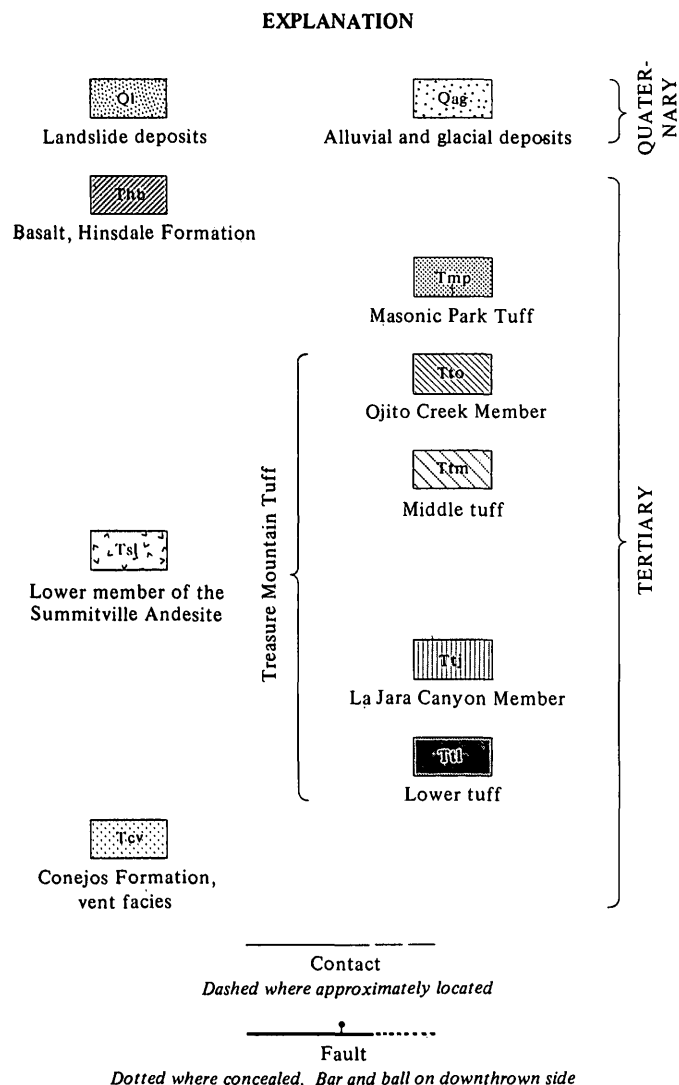 EXPLANATION
Ql
Landslide deposits
Qag
Alluvial and glacial deposits
QUATER-
NARY
Thb
Basalt, Hinsdale Formation
Tmp
Masonic Park Tuff
Tto
Ojito Creek Member
Ttm
Middle tuff
Tsl
Lower member of the
Summitville Andesite
Treasure Mountain Tuff
Ttj
La Jara Canyon Member
Ttl
Lower tuff
TERTIARY
Tcv
Conejos Formation,
vent facies
Contact
Dashed where approximately located
Fault
Dotted where concealed. Bar and ball on downthrown side